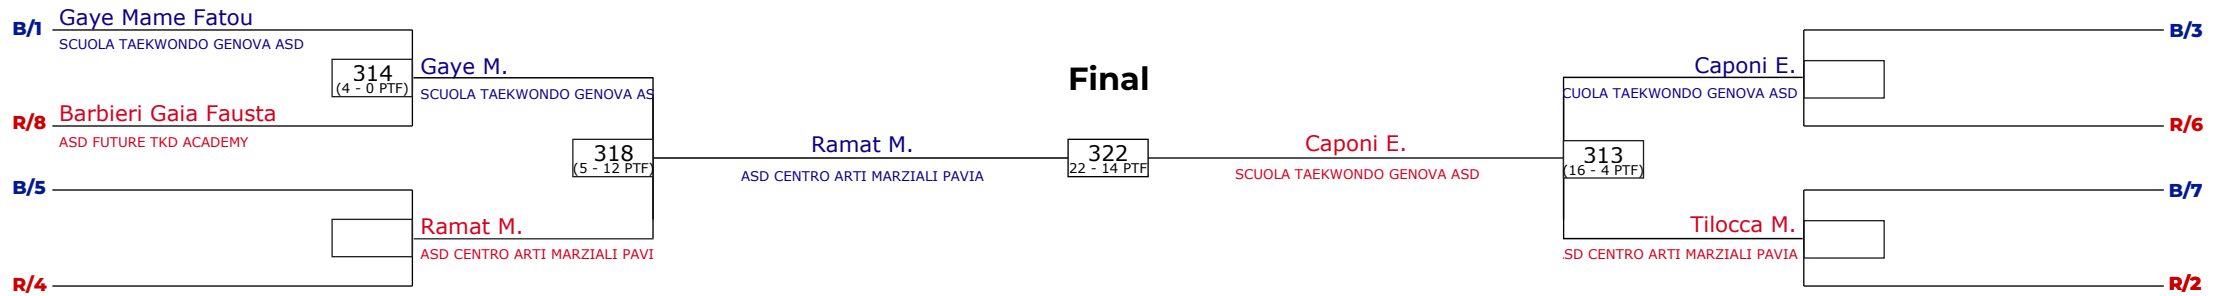 B/1
Gaye Mame Fatou
SCUOLA TAEKWONDO GENOVA ASD
314
(4 - 0 PTF)
Gaye M.
SCUOLA TAEKWONDO GENOVA AS
R/8
Barbieri Gaia Fausta
ASD FUTURE TKD ACADEMY
318
(5 - 12 PTF)
B/5
Ramat M.
ASD CENTRO ARTI MARZIALI PAVI
R/4
Final
Ramat M.
ASD CENTRO ARTI MARZIALI PAVIA
322
22 - 14 PTF
Caponi E.
SCUOLA TAEKWONDO GENOVA ASD
B/3
Caponi E.
CUOLA TAEKWONDO GENOVA ASD
R/6
313
(16 - 4 PTF)
B/7
Tilocca M.
SD CENTRO ARTI MARZIALI PAVIA
R/2